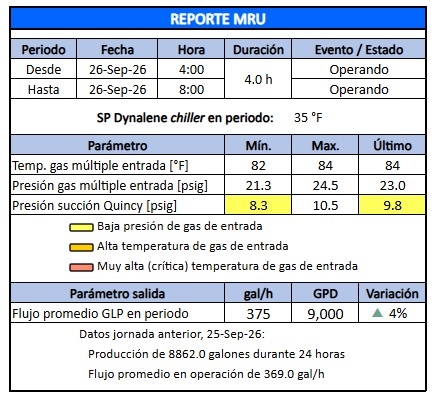 REPORTE MRU
Periodo Fecha Hora Duración Evento / Estado
Desde 26-Sep-26 4:00 4.0 h Operando
Hasta 26-Sep-26 8:00 Operando
SP Dynalene chiller en periodo: 35 °F
Parámetro Mín. Max. Último
Temp. gas múltiple entrada [°F] 82 84 84
Presión gas múltiple entrada [psig] 21.3 24.5 23.0
Presión succión Quincy [psig] 8.3 10.5 9.8
Baja presión de gas de entrada
Alta temperatura de gas de entrada
Muy alta (crítica) temperatura de gas de entrada
Parámetro salida gal/h GPD Variación
Flujo promedio GLP en periodo 375 9,000 ▲ 4%
Datos jornada anterior, 25-Sep-26:
Producción de 8862.0 galones durante 24 horas
Flujo promedio en operación de 369.0 gal/h